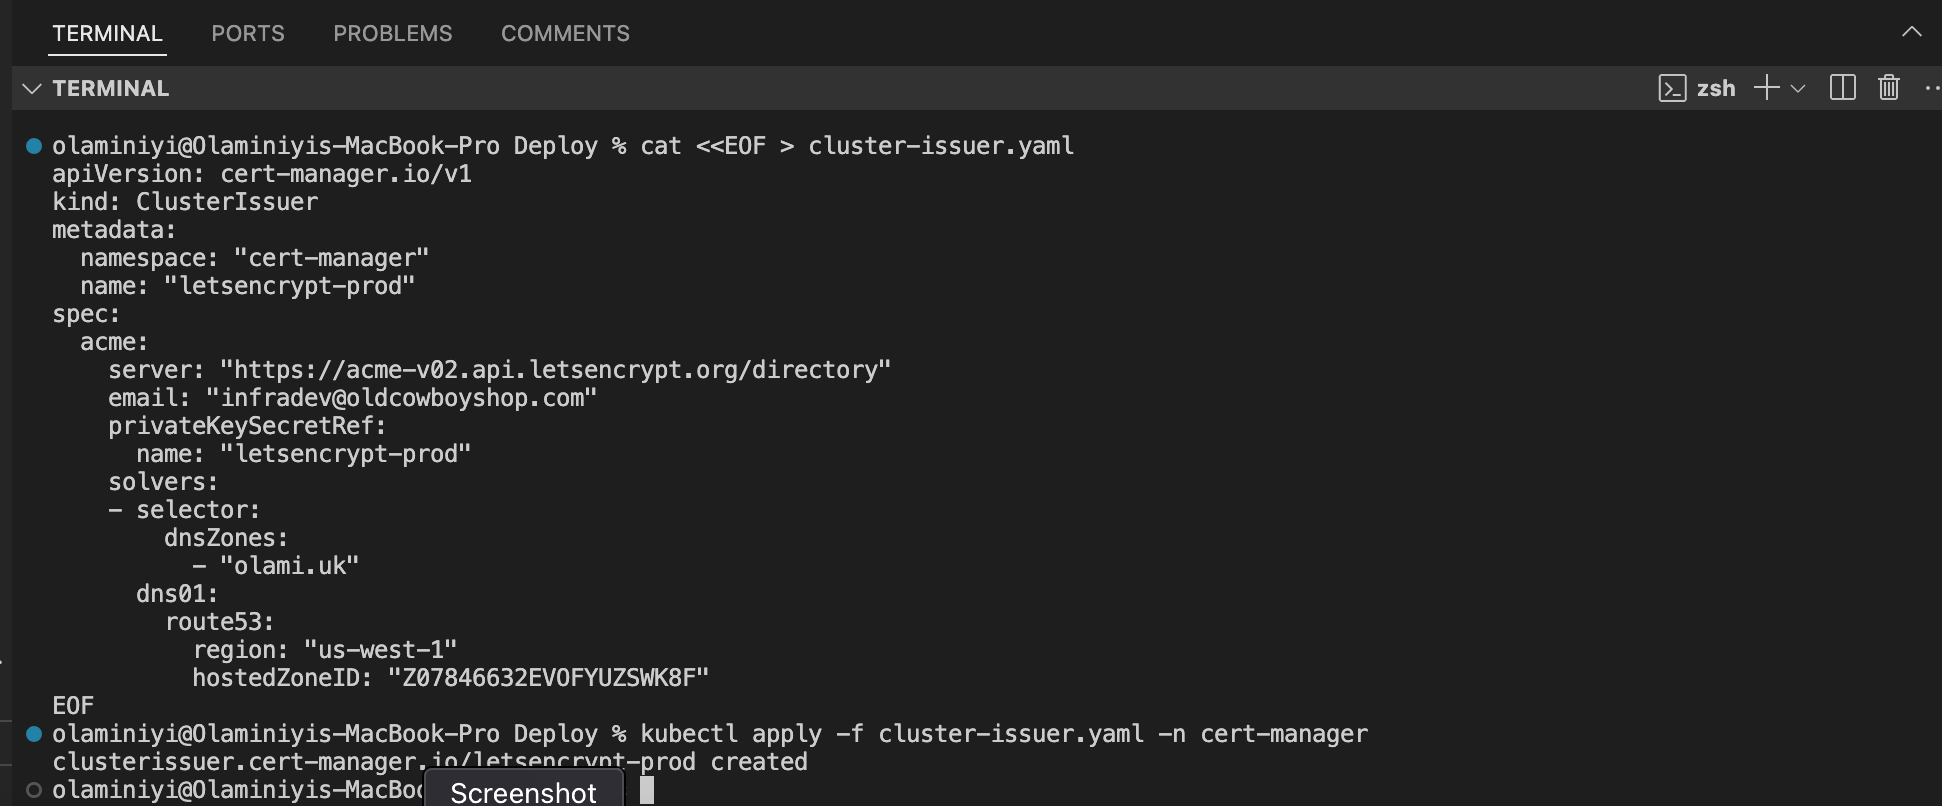 TERMINAL PORTS PROBLEMS COMMENTS
TERMINAL zsh
olaminiyi@Olaminiyis-MacBook-Pro Deploy % cat <<EOF > cluster-issuer.yaml
apiVersion: cert-manager.io/v1
kind: ClusterIssuer
metadata:
  namespace: "cert-manager"
  name: "letsencrypt-prod"
spec:
  acme:
    server: "https://acme-v02.api.letsencrypt.org/directory"
    email: "infradev@oldcowboyshop.com"
    privateKeySecretRef:
      name: "letsencrypt-prod"
    solvers:
    - selector:
        dnsZones:
          - "olami.uk"
      dns01:
        route53:
          region: "us-west-1"
          hostedZoneID: "Z07846632EVOFYUZSWK8F"
EOF
olaminiyi@Olaminiyis-MacBook-Pro Deploy % kubectl apply -f cluster-issuer.yaml -n cert-manager
clusterissuer.cert-manager.io/letsencrypt-prod created
olaminiyi@Olaminiyis-MacBo
Screenshot